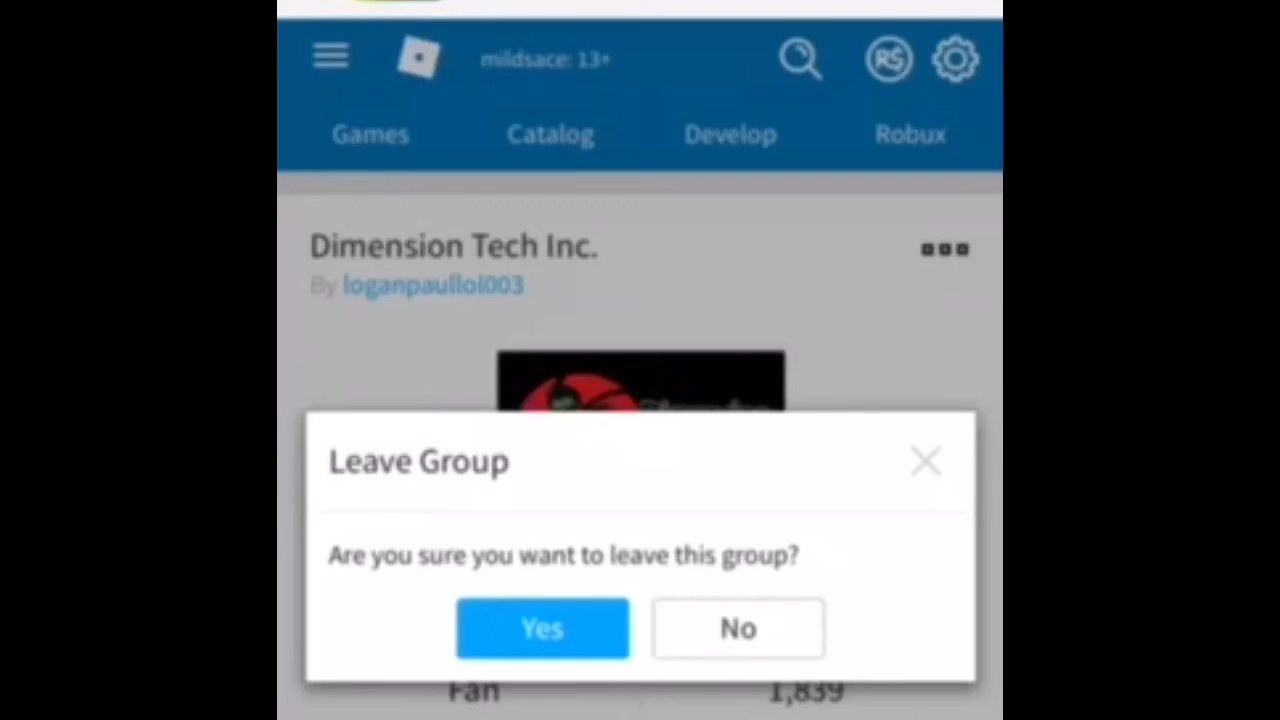 mildsace: 13+
Games Catalog Develop Robux
Dimension Tech Inc.
By loganpaullol003
Leave Group
Are you sure you want to leave this group?
Yes No
Fan 1,839